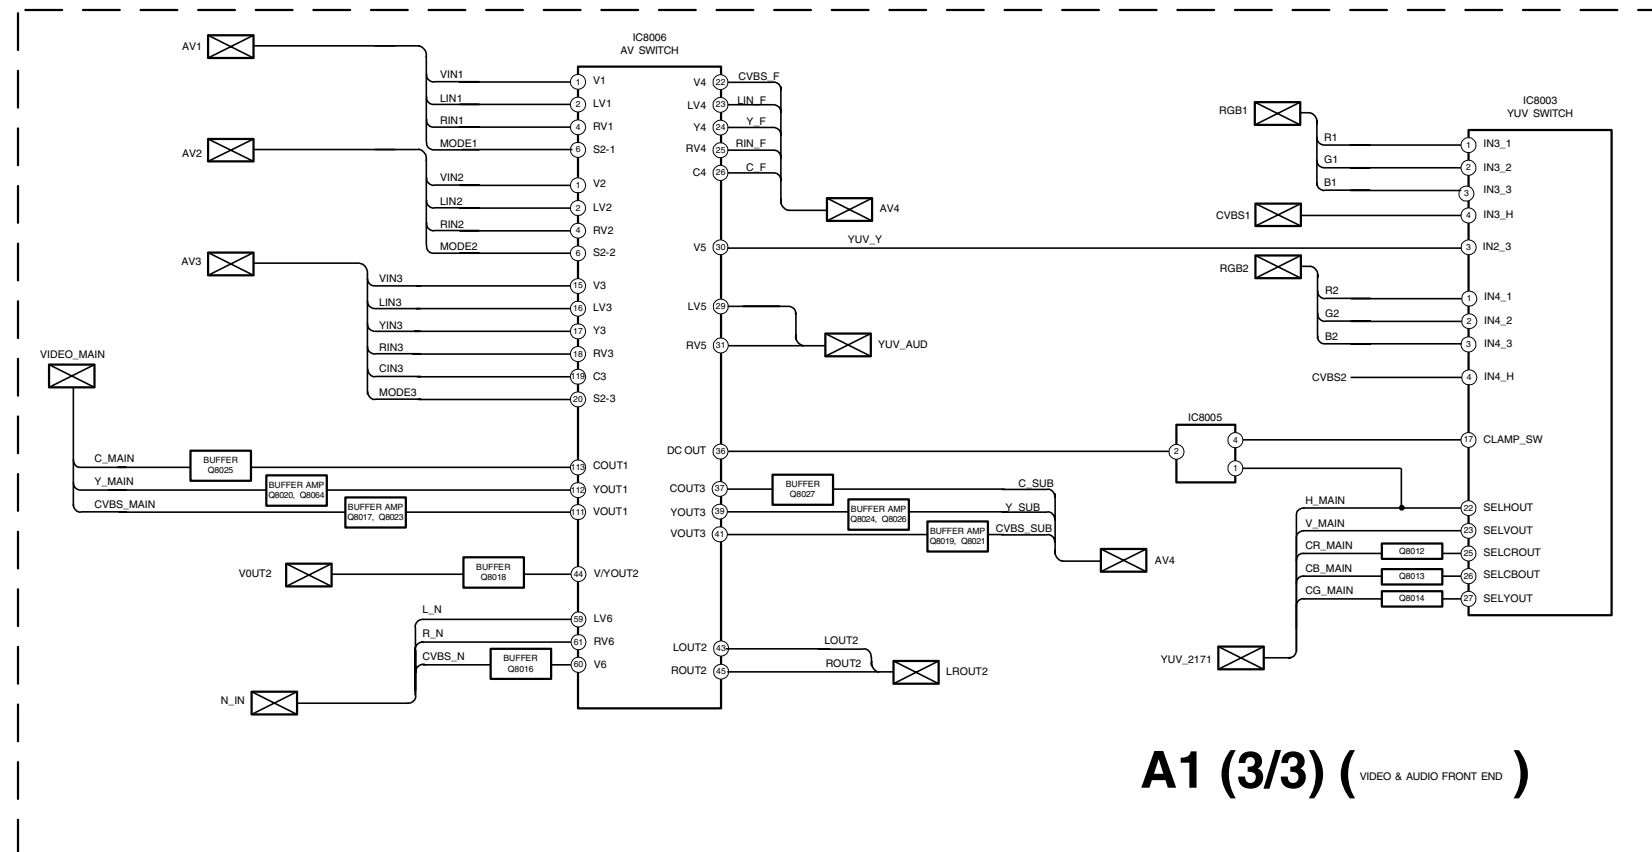 IC8006
AV SWITCH
AV1
VIN1
1
V1
LIN1
2
LV1
RIN1
4
RV1
MODE1
6
S2-1
AV2
VIN2
1
V2
LIN2
2
LV2
RIN2
4
RV2
MODE2
6
S2-2
AV3
VIN3
15
V3
LIN3
16
LV3
YIN3
17
Y3
RIN3
18
RV3
CIN3
119
C3
MODE3
20
S2-3
VIDEO_MAIN
C_MAIN
BUFFER
Q8025
113
COUT1
Y_MAIN
BUFFER AMP
Q8020, Q8064
112
YOUT1
CVBS_MAIN
BUFFER AMP
Q8017, Q8023
111
VOUT1
V0UT2
BUFFER
Q8018
44
V/YOUT2
L_N
59
LV6
R_N
61
RV6
CVBS_N
BUFFER
Q8016
60
V6
N_IN
V4
22
CVBS_F
LV4
23
LIN_F
Y4
24
Y_F
RV4
25
RIN_F
C4
26
C_F
AV4
V5
30
YUV_Y
LV5
29
RV5
31
YUV_AUD
DC OUT
36
COUT3
37
BUFFER
Q8027
C_SUB
YOUT3
39
BUFFER AMP
Q8024, Q8026
Y_SUB
VOUT3
41
BUFFER AMP
Q8019, Q8021
CVBS_SUB
AV4
LOUT2
43
LOUT2
ROUT2
45
ROUT2
LROUT2
IC8003
YUV SWITCH
RGB1
R1
1
IN3_1
G1
2
IN3_2
B1
3
IN3_3
CVBS1
4
IN3_H
3
IN2_3
RGB2
R2
1
IN4_1
G2
2
IN4_2
B2
3
IN4_3
CVBS2
4
IN4_H
IC8005
2
4
1
17
CLAMP_SW
H_MAIN
22
SELHOUT
V_MAIN
23
SELVOUT
CR_MAIN
Q8012
25
SELCROUT
CB_MAIN
Q8013
26
SELCBOUT
CG_MAIN
Q8014
27
SELYOUT
YUV_2171
A1 (3/3) ( VIDEO & AUDIO FRONT END )